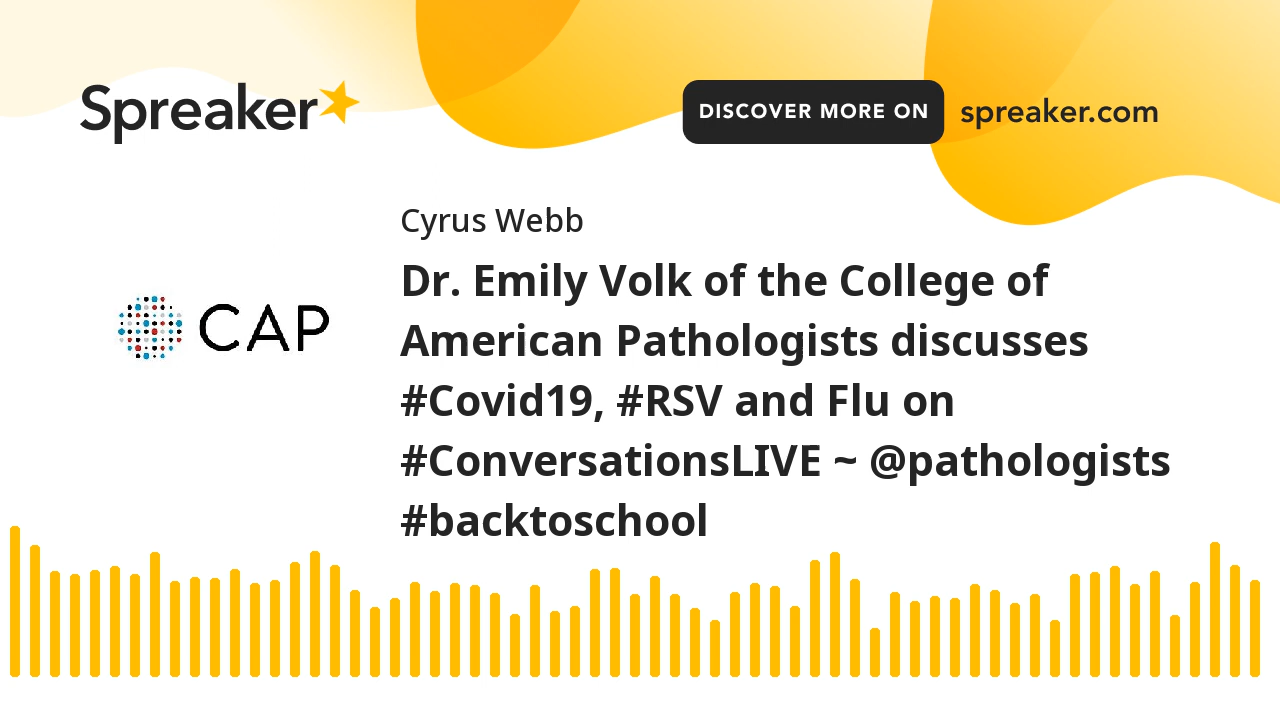 Spreaker
DISCOVER MORE ON spreaker.com
Cyrus Webb
CAP
Dr. Emily Volk of the College of
American Pathologists discusses
#Covid19, #RSV and Flu on
#ConversationsLIVE ~ @pathologists
#backtoschool